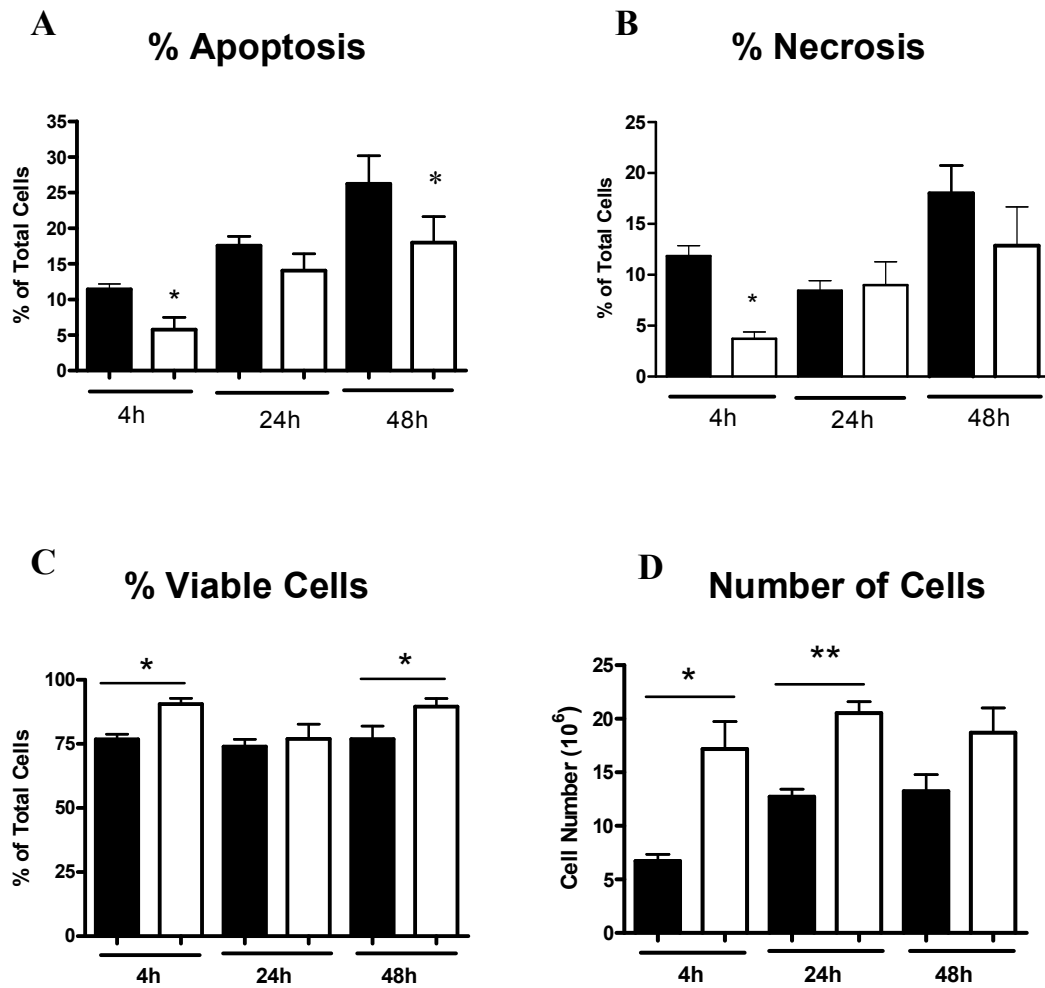 A
% Apoptosis
% of Total Cells
35
30
25
20
15
10
5
0
*
*
4h
24h
48h
B
% Necrosis
% of Total Cells
25
20
15
10
5
0
*
4h
24h
48h
C
% Viable Cells
% of Total Cells
100
75
50
25
0
*
*
4h
24h
48h
D
Number of Cells
Cell Number (10⁶)
25
20
15
10
5
0
*
**
4h
24h
48h